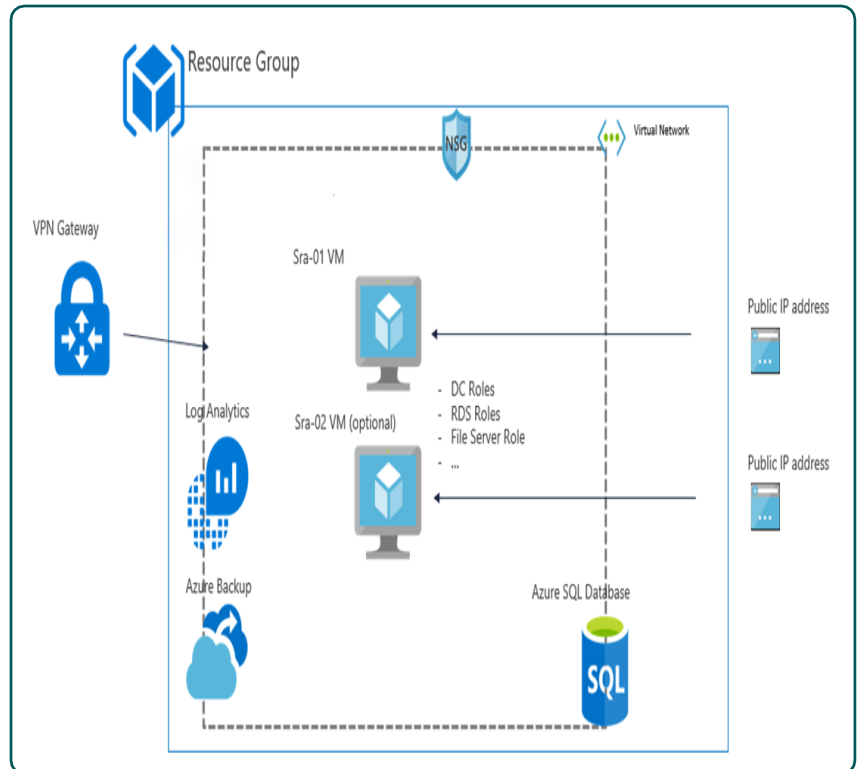 Resource Group
NSG
Virtual Network
VPN Gateway
Sra-01 VM
Public IP address
- DC Roles
- RDS Roles
- File Server Role
- ...
Log Analytics
Sra-02 VM (optional)
Public IP address
Azure Backup
Azure SQL Database
SQL